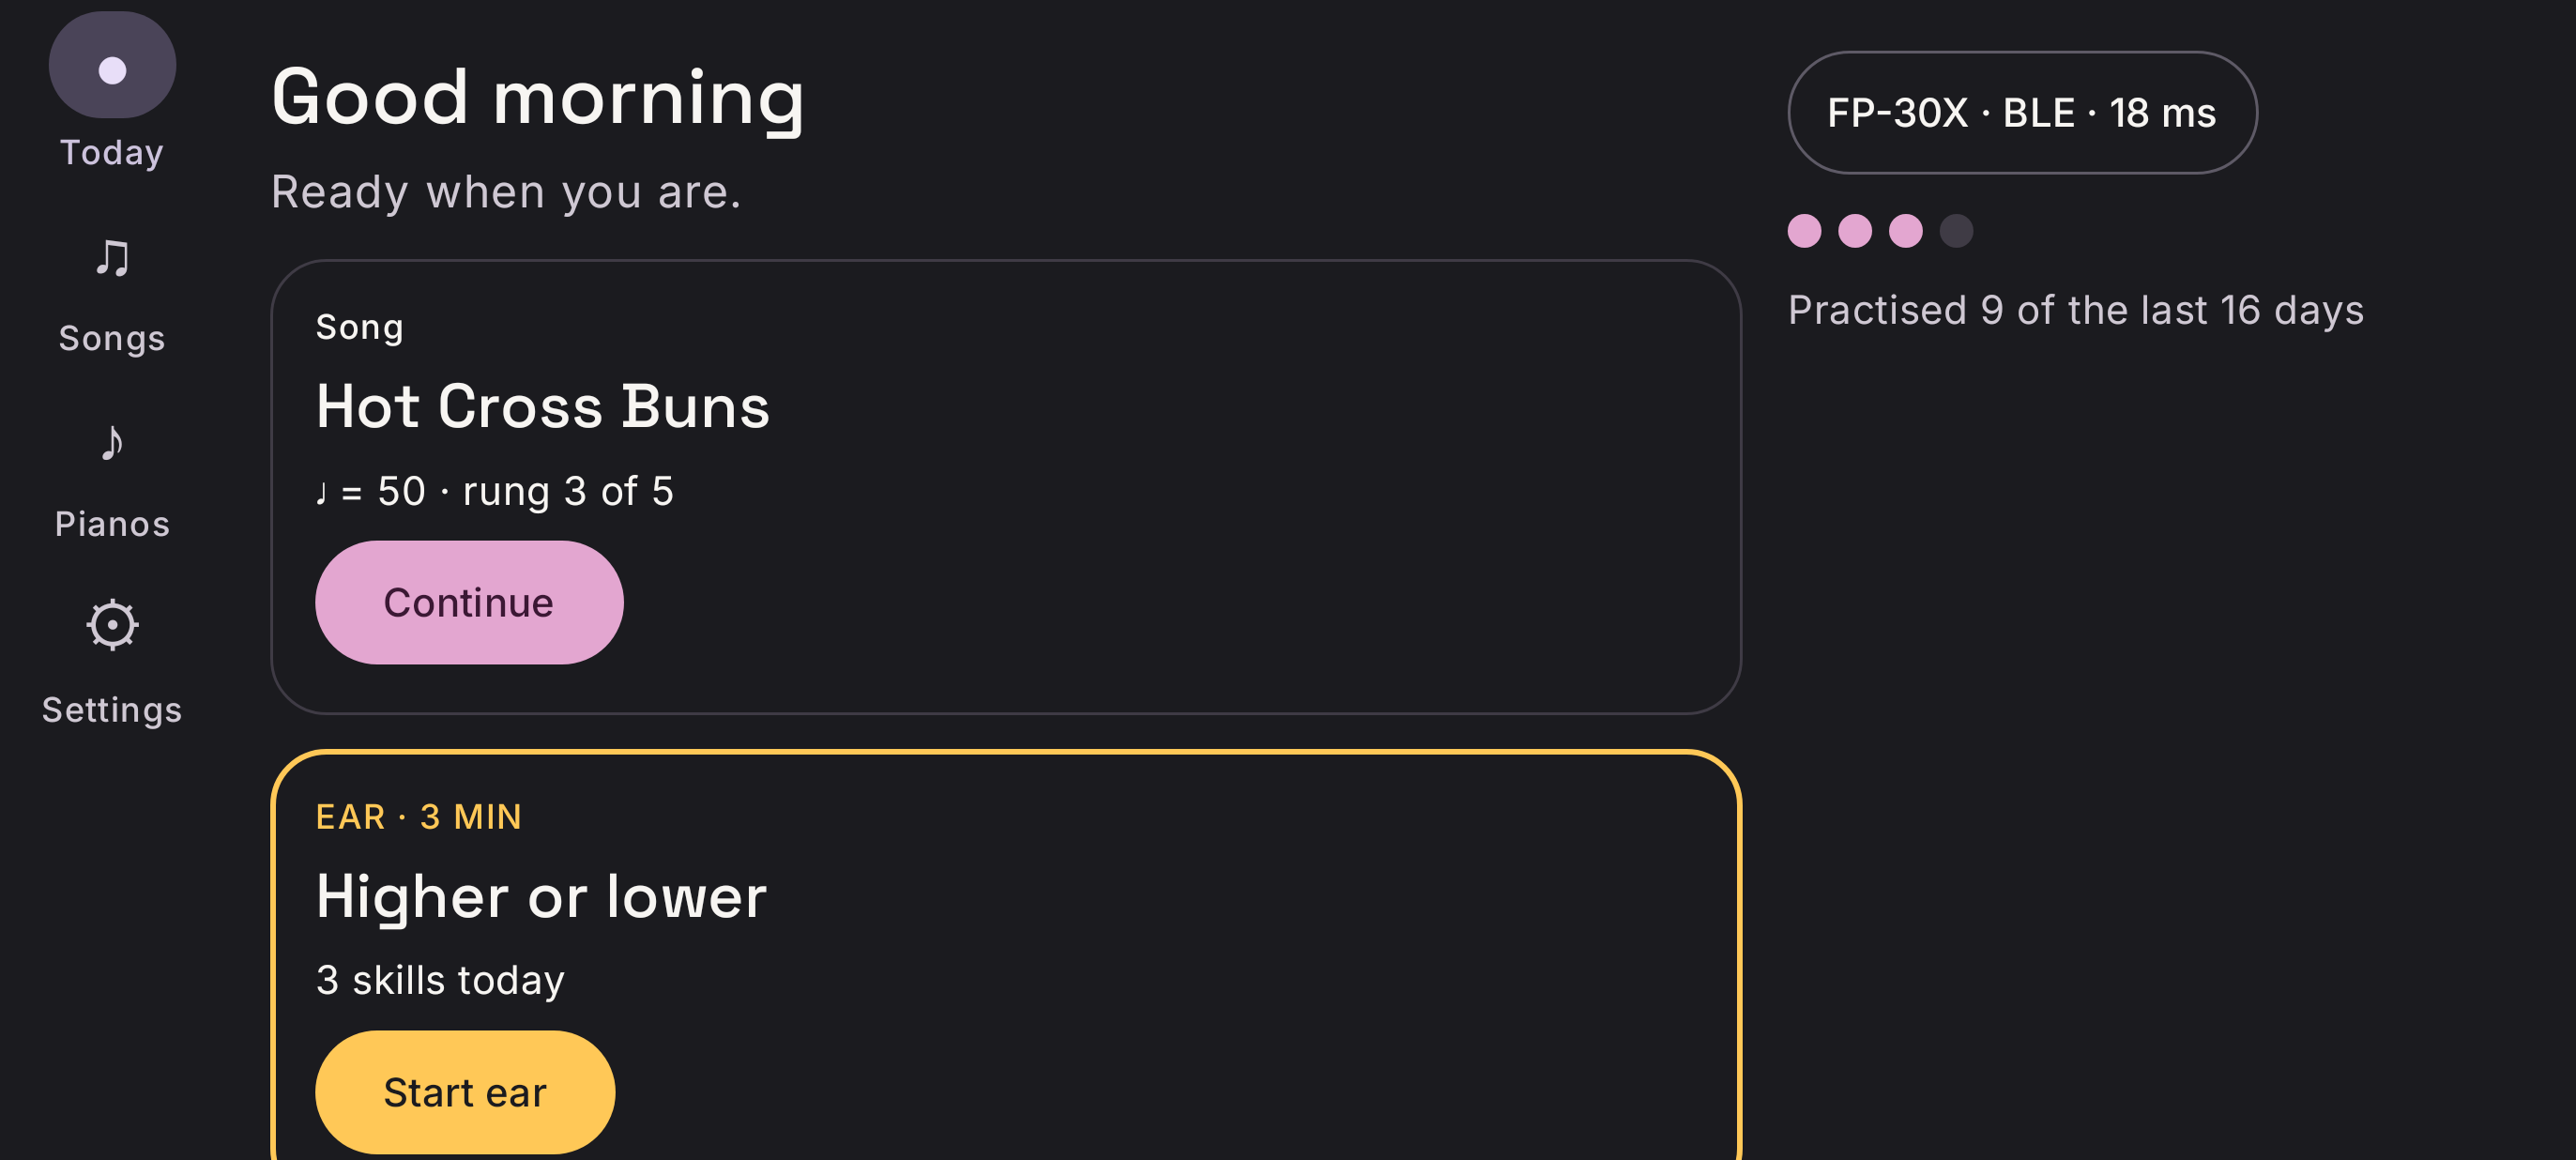 Today
Songs
Pianos
Settings
Good morning
Ready when you are.
Song
Hot Cross Buns
♩ = 50 · rung 3 of 5
Continue
EAR · 3 MIN
Higher or lower
3 skills today
Start ear
FP-30X · BLE · 18 ms
Practised 9 of the last 16 days